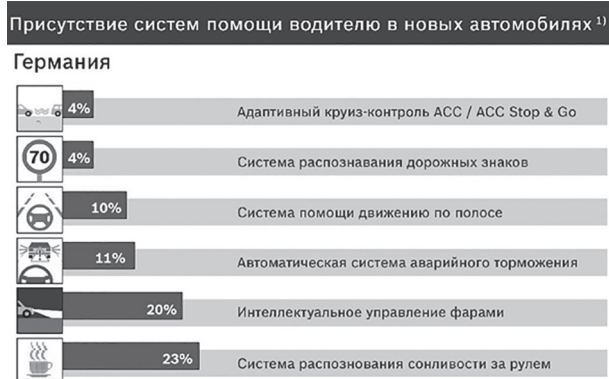 Присутствие систем помощи водителю в новых автомобилях 1)
Германия
4% Адаптивный круиз-контроль ACC / ACC Stop & Go
70 4% Система распознавания дорожных знаков
10% Система помощи движению по полосе
11% Автоматическая система аварийного торможения
20% Интеллектуальное управление фарами
23% Система распознования сонливости за рулем